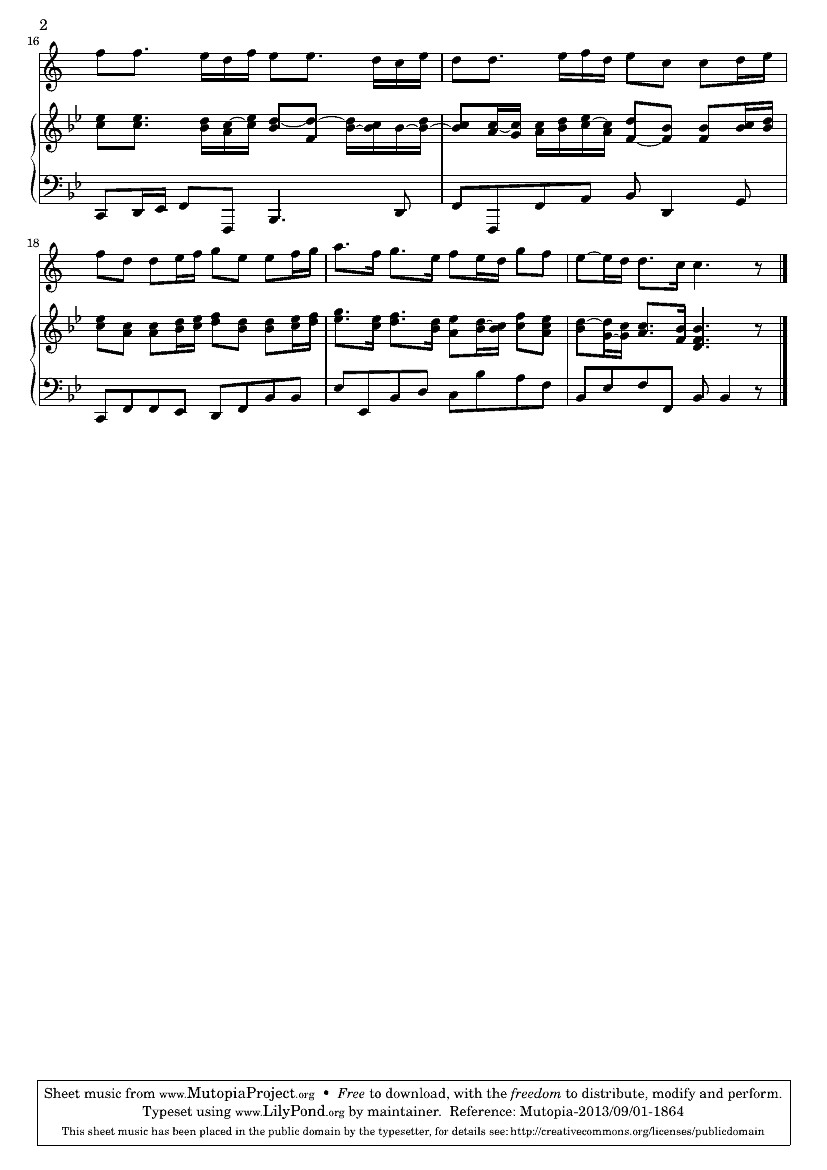 2
16
18
Sheet music from www.MutopiaProject.org • Free to download, with the freedom to distribute, modify and perform.
Typeset using www.LilyPond.org by maintainer. Reference: Mutopia-2013/09/01-1864
This sheet music has been placed in the public domain by the typesetter, for details see: http://creativecommons.org/licenses/publicdomain